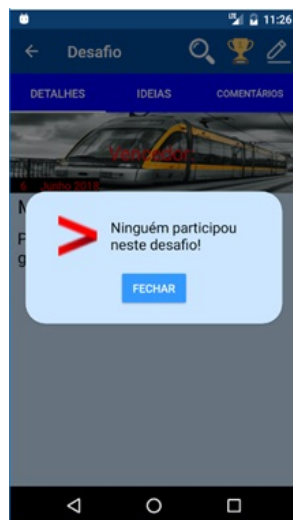 11:26
Desafio
DETALHES IDEIAS COMENTÁRIOS
Vencedor
6 Junho 2018
N
P
Ninguém participou
neste desafio!
g
FECHAR